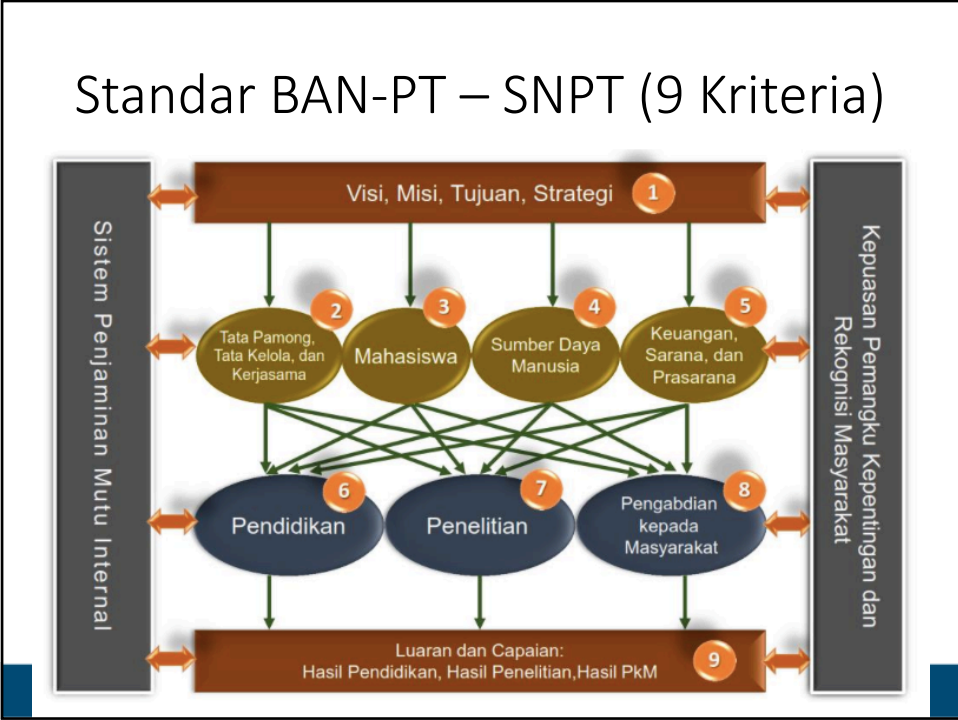 Standar BAN-PT – SNPT (9 Kriteria)
Sistem Penjaminan Mutu Internal
Visi, Misi, Tujuan, Strategi
1
2
Tata Pamong,
Tata Kelola, dan
Kerjasama
3
Mahasiswa
4
Sumber Daya
Manusia
5
Keuangan,
Sarana, dan
Prasarana
6
Pendidikan
7
Penelitian
8
Pengabdian
kepada
Masyarakat
Luaran dan Capaian:
Hasil Pendidikan, Hasil Penelitian,Hasil PkM
9
Kepuasan Pemangku Kepentingan dan
Rekognisi Masyarakat